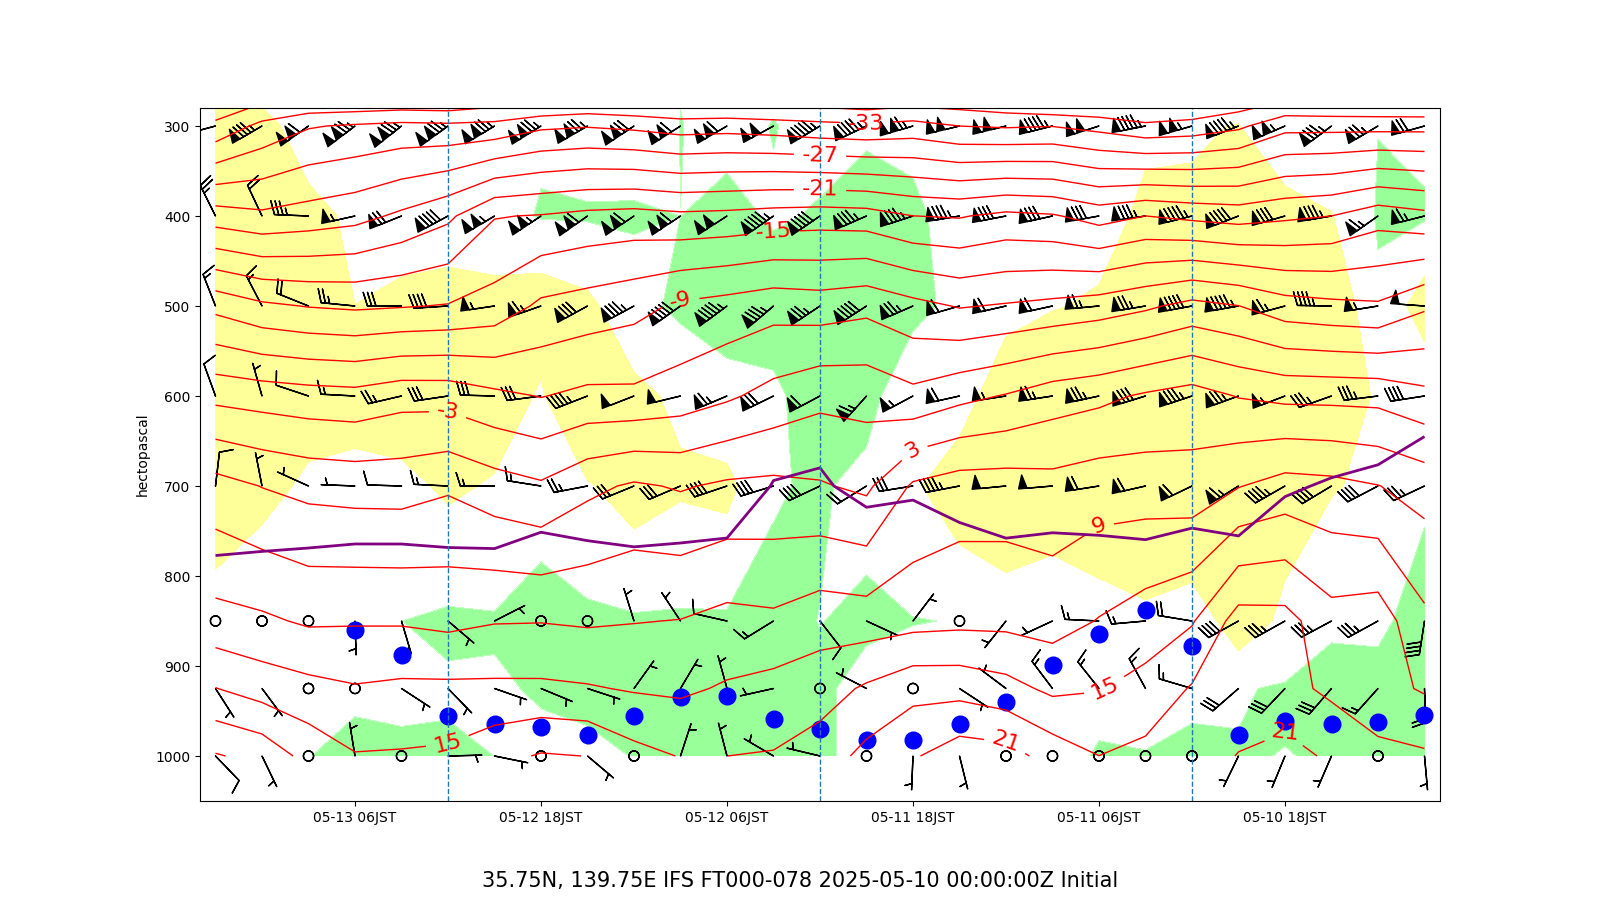 300
400
500
600
700
800
900
1000
hectopascal
-33
-27
-21
-15
-9
-3
3
9
15
15
21
21
05-13 06JST
05-12 18JST
05-12 06JST
05-11 18JST
05-11 06JST
05-10 18JST
35.75N, 139.75E IFS FT000-078 2025-05-10 00:00:00Z Initial